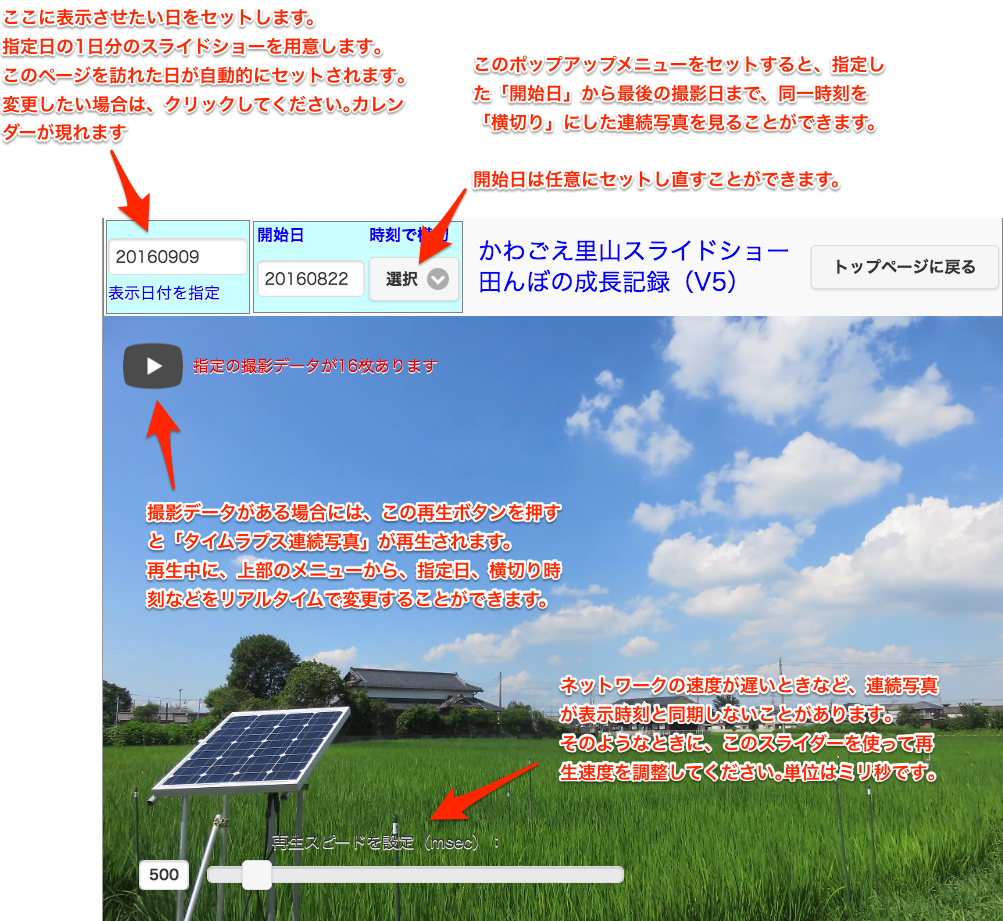 ここに表示させたい日をセットします。
指定日の1日分のスライドショーを用意します。
このページを訪れた日が自動的にセットされます。
変更したい場合は、クリックしてください。カレン
ダーが現れます
このポップアップメニューをセットすると、指定し
た「開始日」から最後の撮影日まで、同一時刻を
「横切り」にした連続写真を見ることができます。
開始日は任意にセットし直すことができます。
20160909
表示日付を指定
開始日
時刻で横切
20160822
選択
かわごえ里山スライドショー
田んぼの成長記録（V5）
トップページに戻る
指定の撮影データが16枚あります
撮影データがある場合には、この再生ボタンを押す
と「タイムラプス連続写真」が再生されます。
再生中に、上部のメニューから、指定日、横切り時
刻などをリアルタイムで変更することができます。
ネットワークの速度が遅いときなど、連続写真
が表示時刻と同期しないことがあります。
そのようなときに、このスライダーを使って再
生速度を調整してください。単位はミリ秒です。
再生スピードを設定（msec）：
500